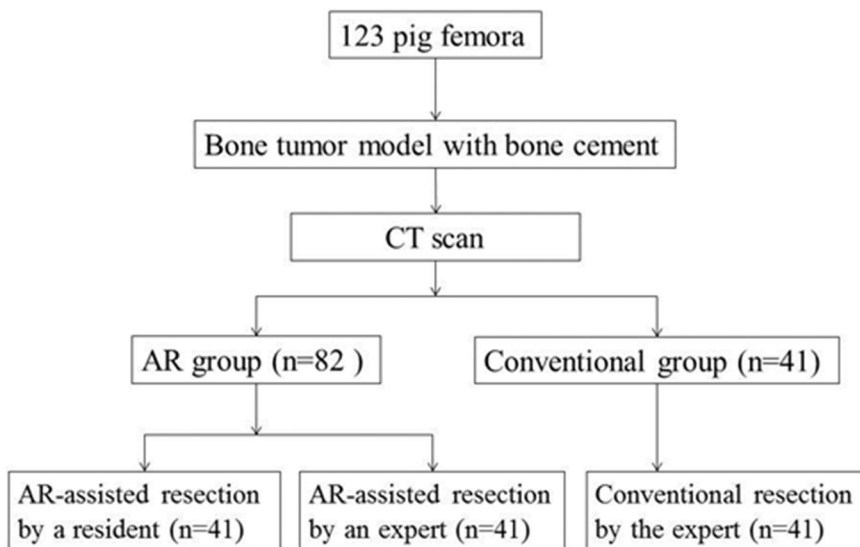 123 pig femora
Bone tumor model with bone cement
CT scan
AR group (n=82 )
Conventional group (n=41)
AR-assisted resection
by a resident (n=41)
AR-assisted resection
by an expert (n=41)
Conventional resection
by the expert (n=41)